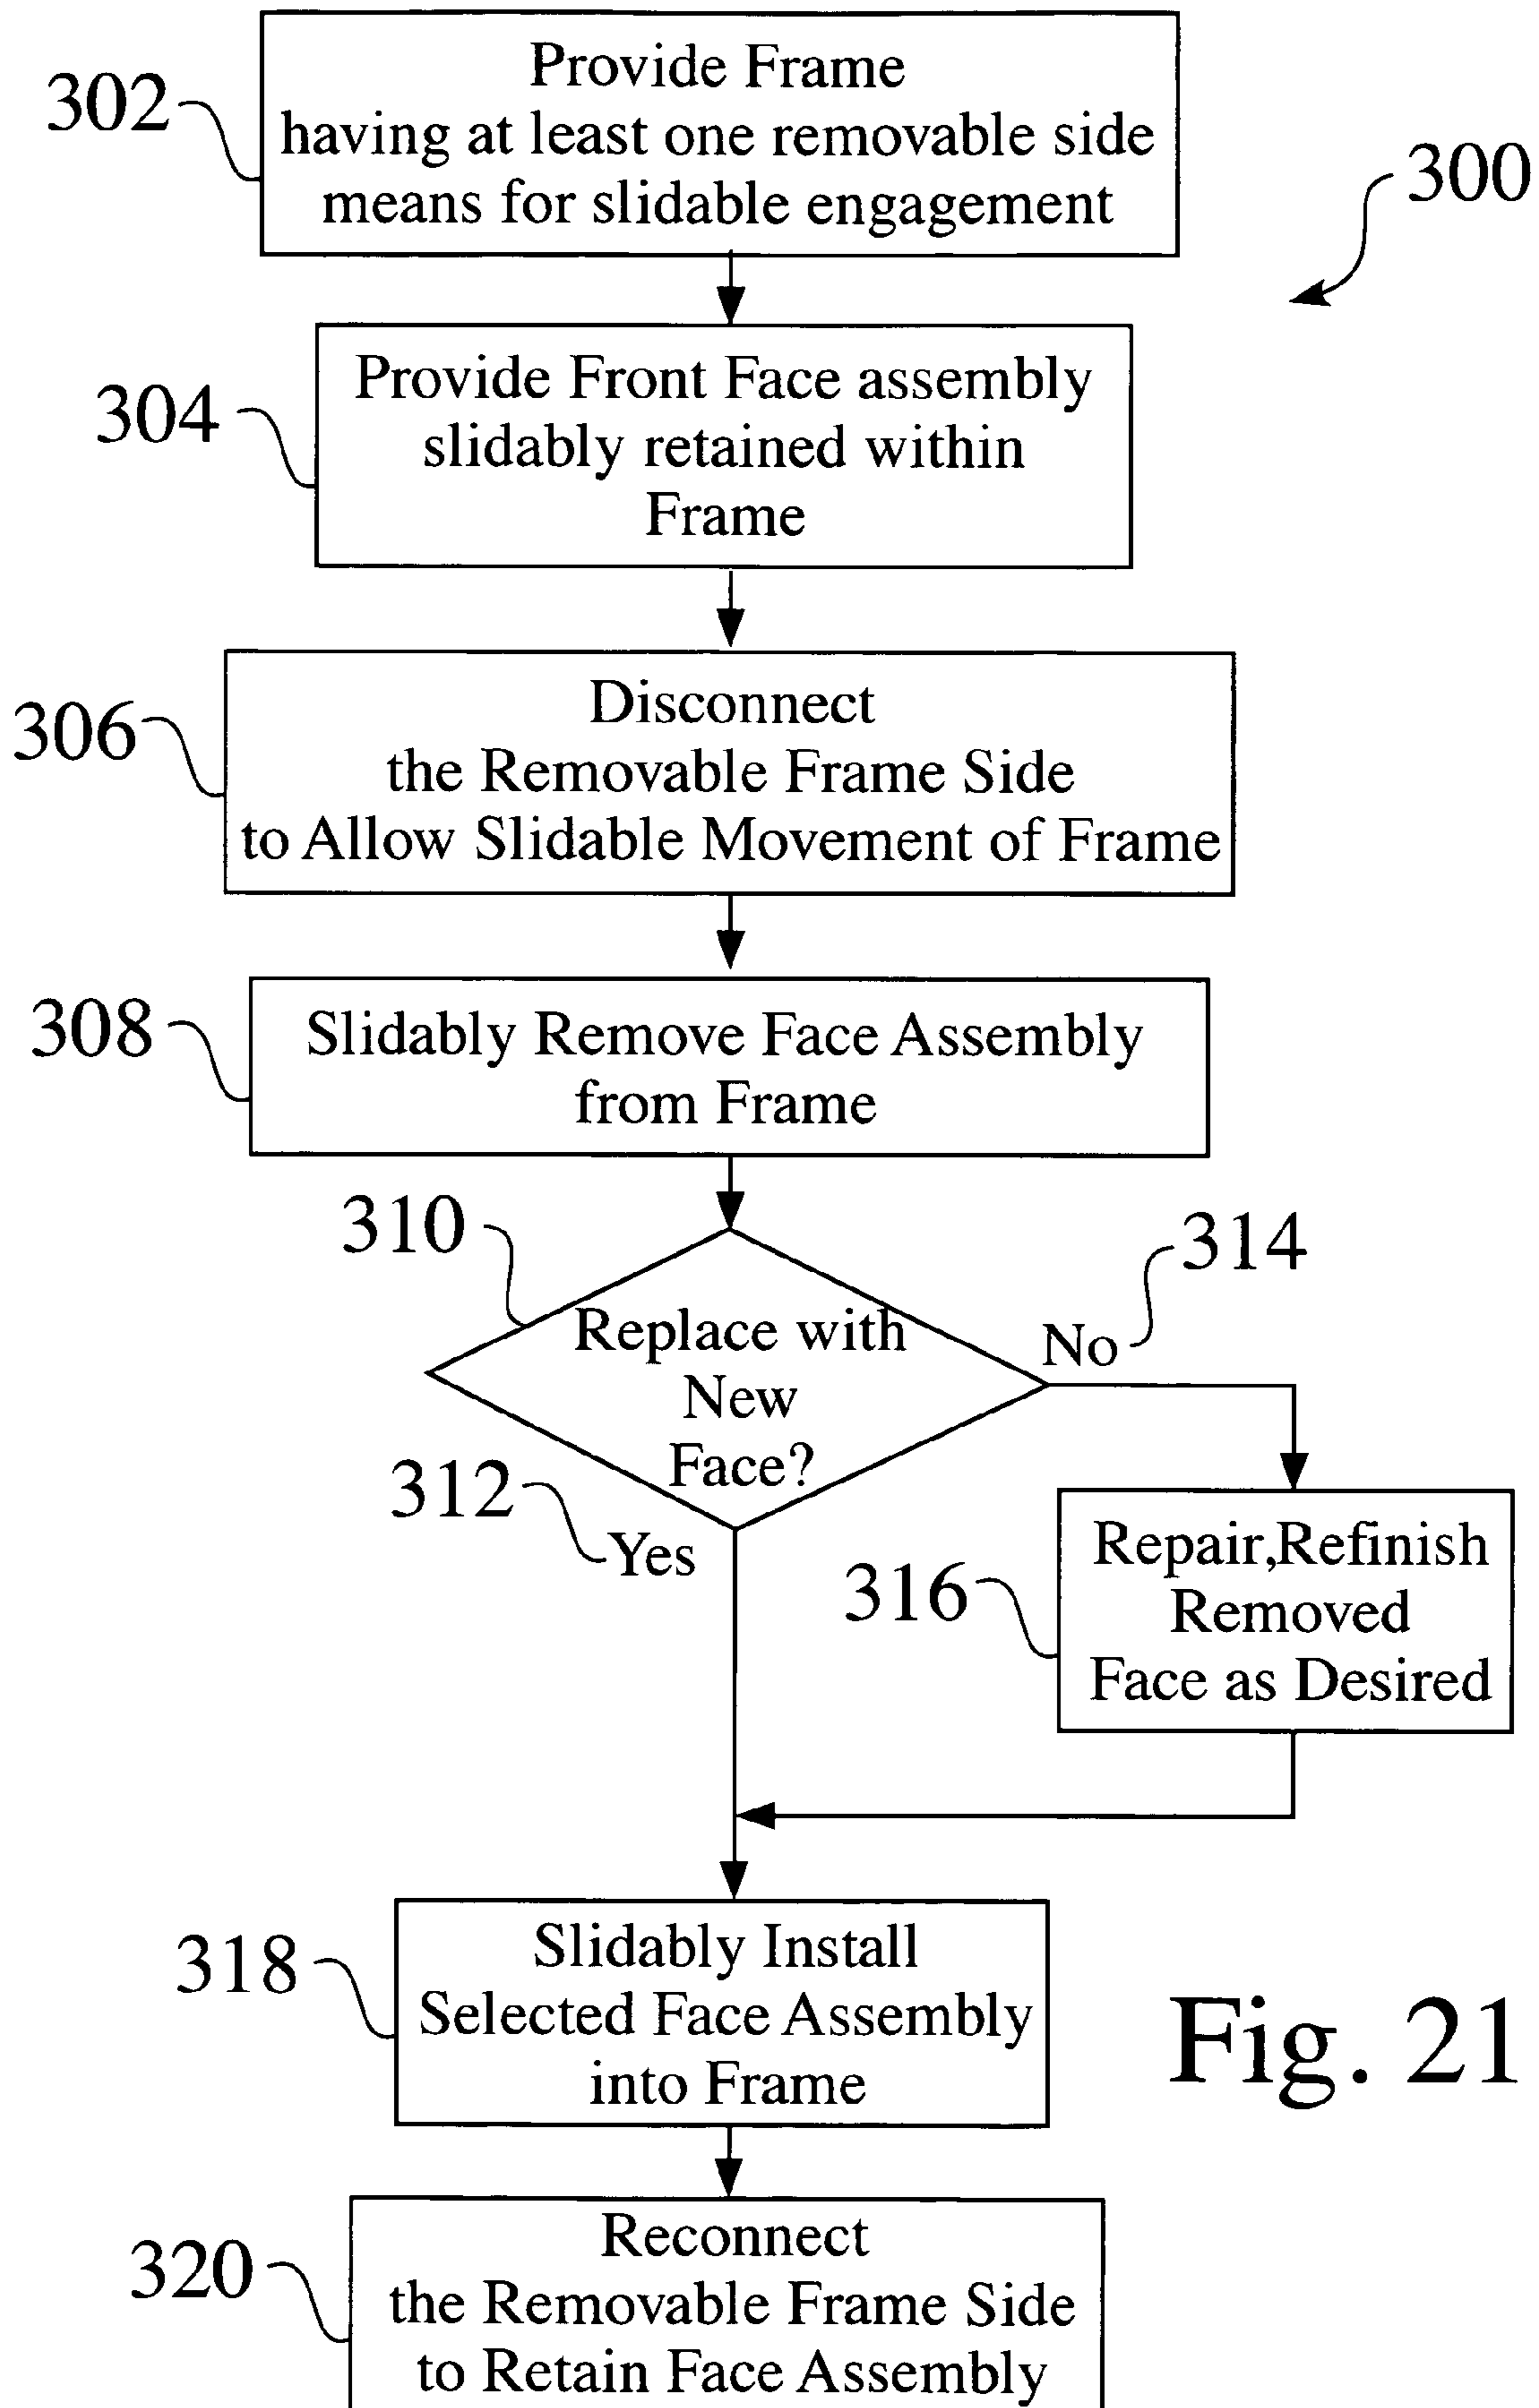 302
Provide Frame
having at least one removable side
means for slidable engagement
300
304
Provide Front Face assembly
slidably retained within
Frame
306
Disconnect
the Removable Frame Side
to Allow Slidable Movement of Frame
308
Slidably Remove Face Assembly
from Frame
310
Replace with
New
Face?
314
No
312
Yes
316
Repair,Refinish
Removed
Face as Desired
318
Slidably Install
Selected Face Assembly
into Frame
Fig. 21
320
Reconnect
the Removable Frame Side
to Retain Face Assembly